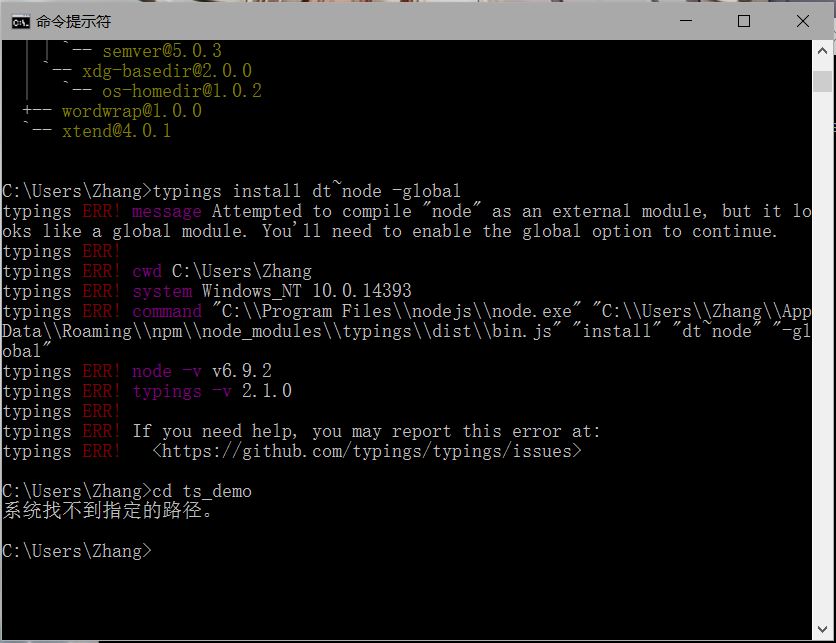 命令提示符
| | `-- semver@5.0.3
| `-- xdg-basedir@2.0.0
|   `-- os-homedir@1.0.2
+-- wordwrap@1.0.0
`-- xtend@4.0.1
C:\Users\Zhang>typings install dt~node -global
typings ERR! message Attempted to compile "node" as an external module, but it lo
oks like a global module. You'll need to enable the global option to continue.
typings ERR!
typings ERR! cwd C:\Users\Zhang
typings ERR! system Windows_NT 10.0.14393
typings ERR! command "C:\\Program Files\\nodejs\\node.exe" "C:\\Users\\Zhang\\App
Data\\Roaming\\npm\\node_modules\\typings\\dist\\bin.js" "install" "dt~node" "-gl
obal"
typings ERR! node -v v6.9.2
typings ERR! typings -v 2.1.0
typings ERR!
typings ERR! If you need help, you may report this error at:
typings ERR!   <https://github.com/typings/typings/issues>
C:\Users\Zhang>cd ts_demo
系统找不到指定的路径。
C:\Users\Zhang>